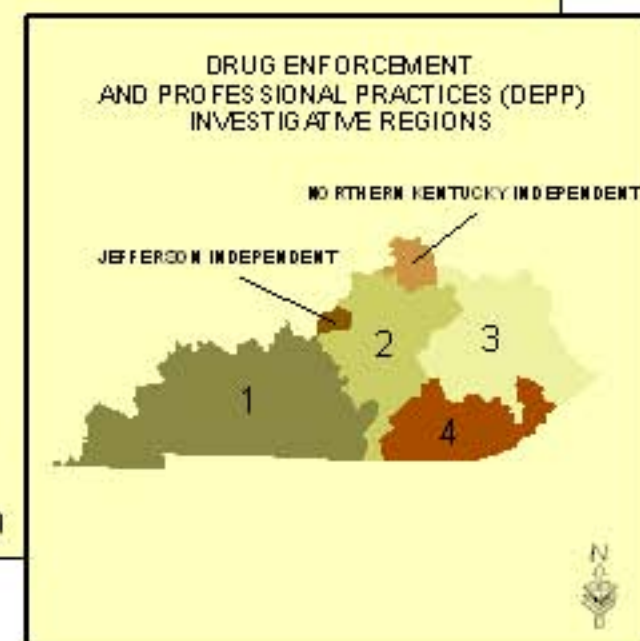 DRUG ENFORCEMENT
AND PROFESSIONAL PRACTICES (DEPP)
INVESTIGATIVE REGIONS
NORTHERN KENTUCKY INDEPENDENT
JEFFERSON INDEPENDENT
2
3
1
4
N